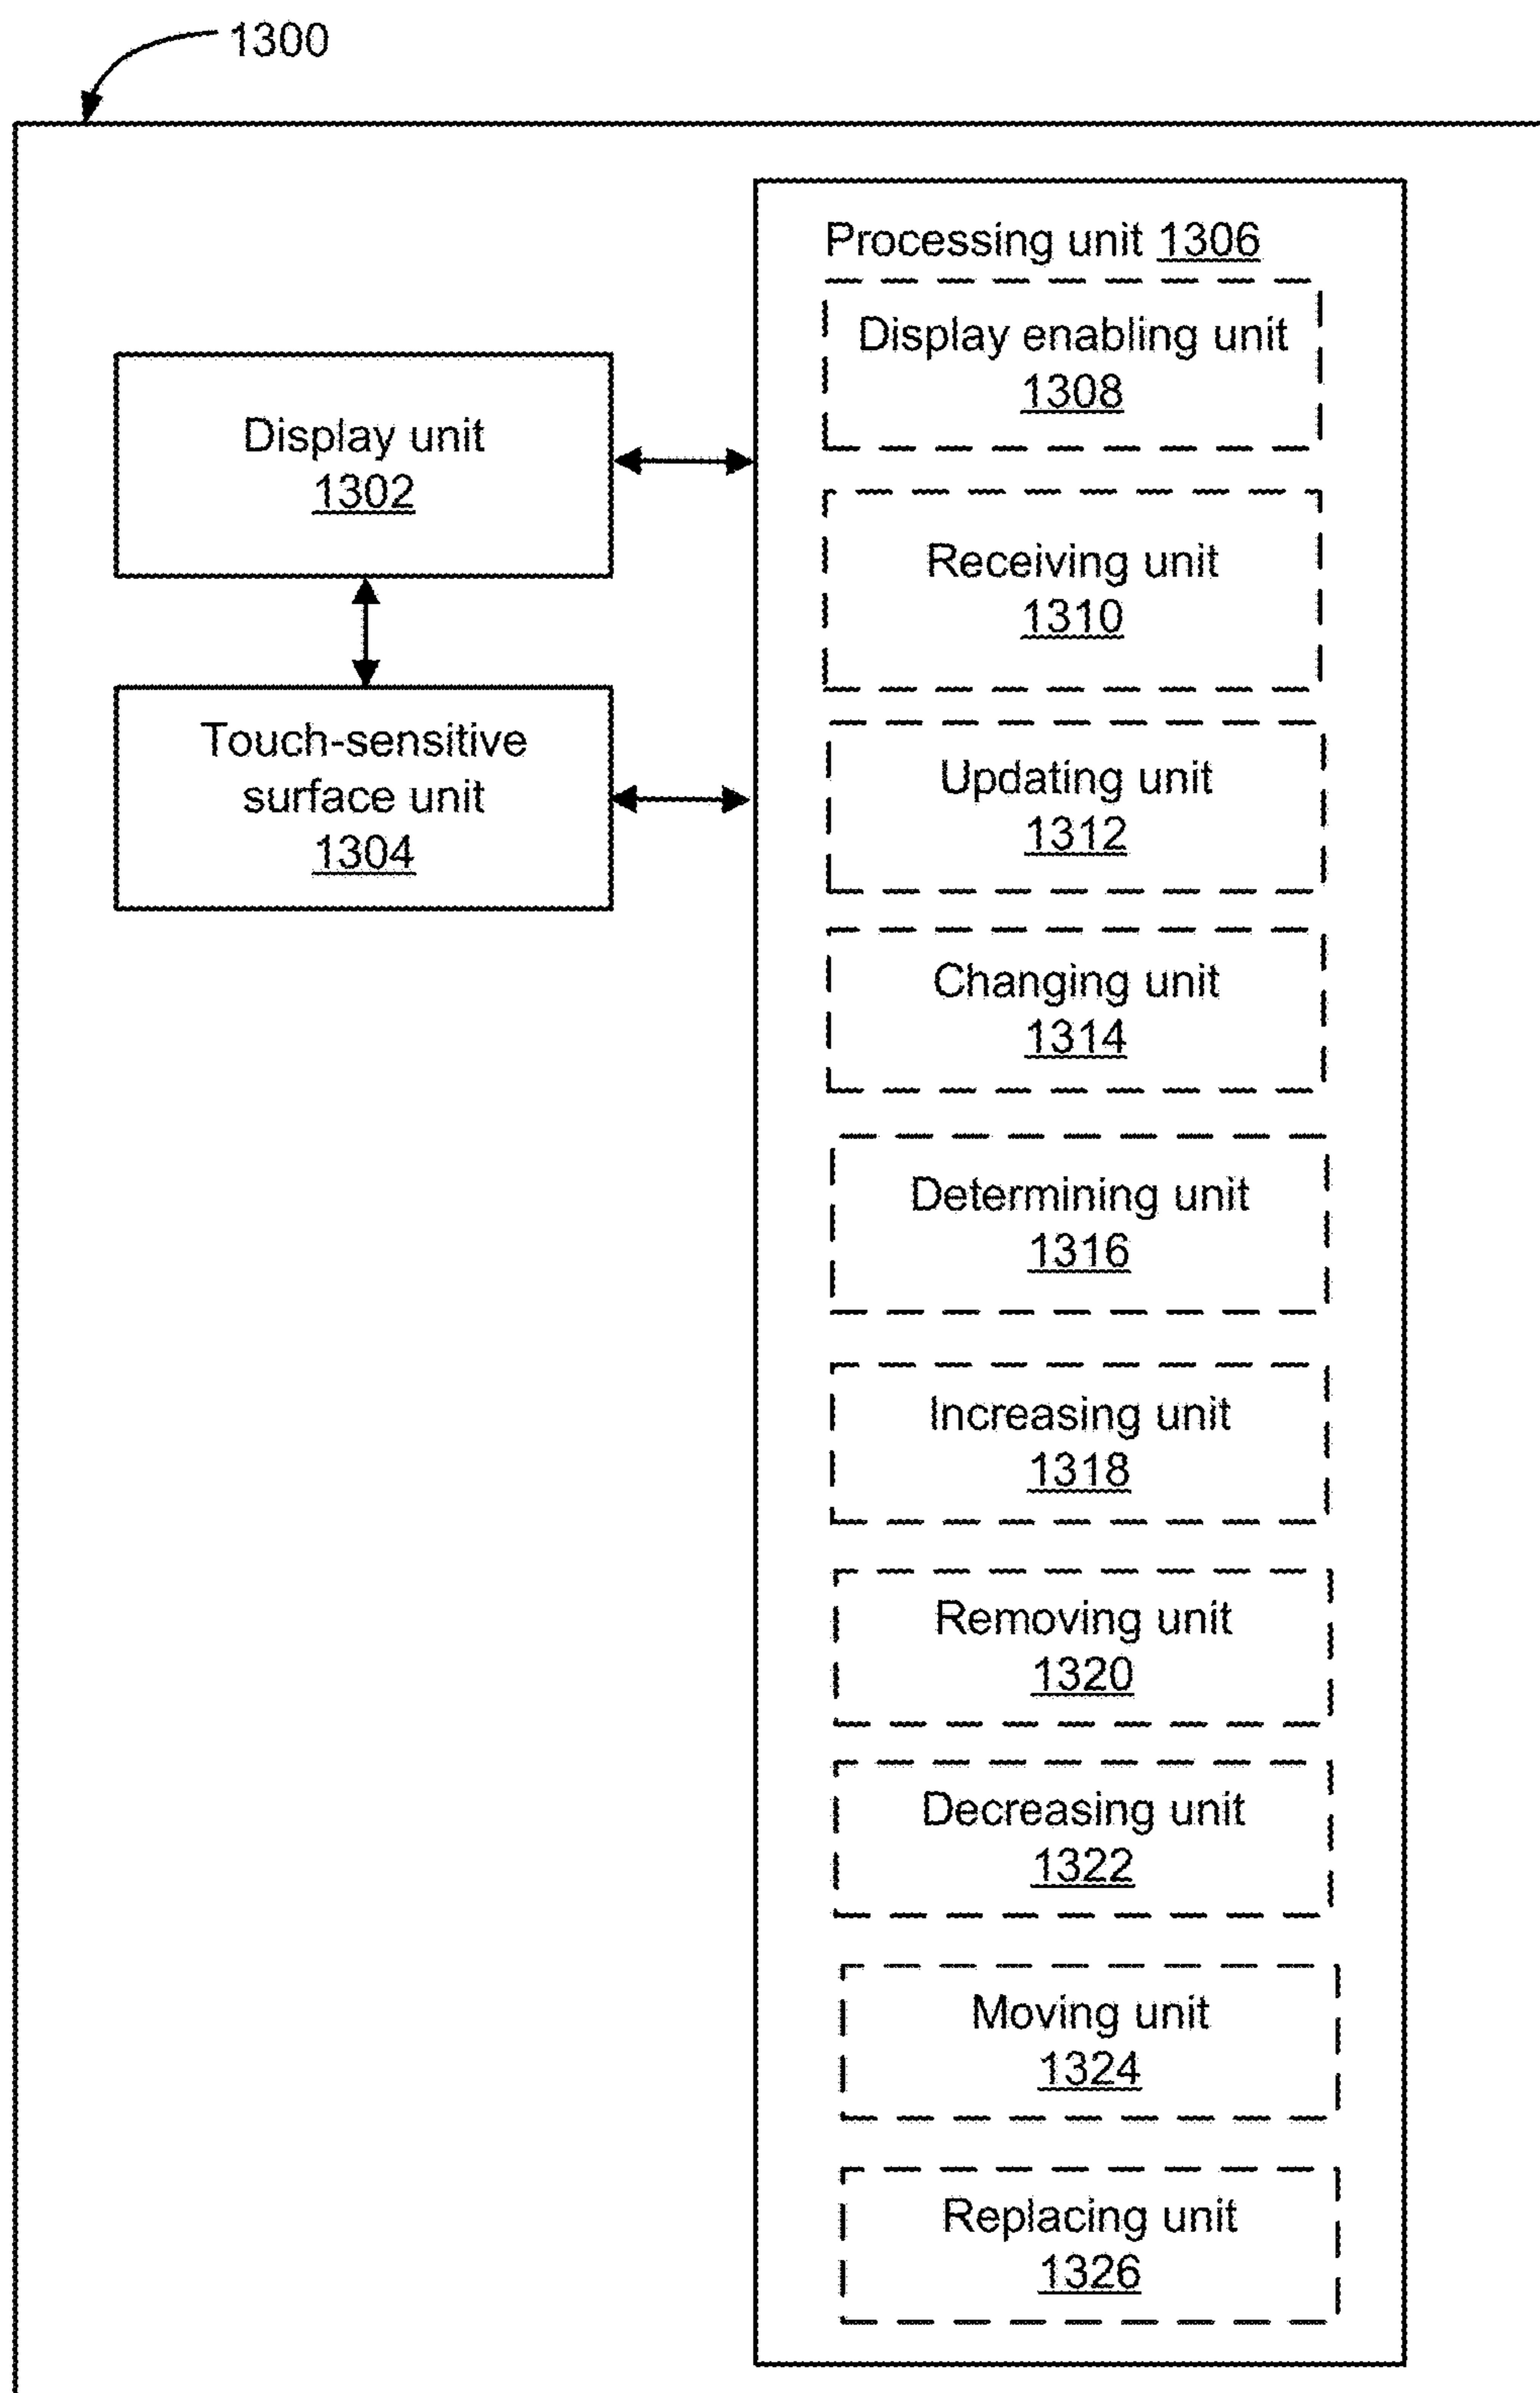 1300
Display unit
1302
Touch-sensitive
surface unit
1304
Processing unit 1306
Display enabling unit
1308
Receiving unit
1310
Updating unit
1312
Changing unit
1314
Determining unit
1316
Increasing unit
1318
Removing unit
1320
Decreasing unit
1322
Moving unit
1324
Replacing unit
1326